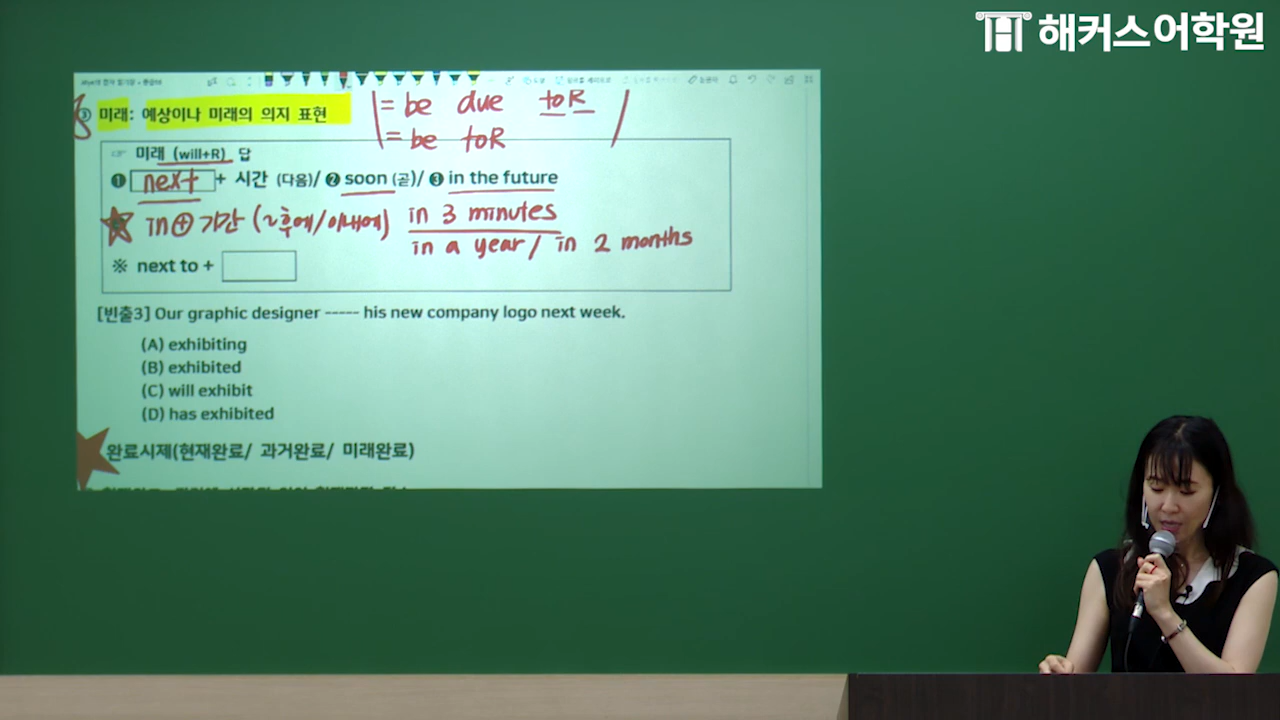 해커스어학원
③ 미래: 예상이나 미래의 의지 표현
= be due to R
= be to R
☞ 미래 (will+R) 답
❶ next + 시간 (다음)/ ❷ soon (곧)/ ❸ in the future
☆ in ⊕ 기간 (~후에/이내에) in 3 minutes
in a year / in 2 months
※ next to +
[빈출3] Our graphic designer ----- his new company logo next week.
(A) exhibiting
(B) exhibited
(C) will exhibit
(D) has exhibited
완료시제(현재완료/ 과거완료/ 미래완료)